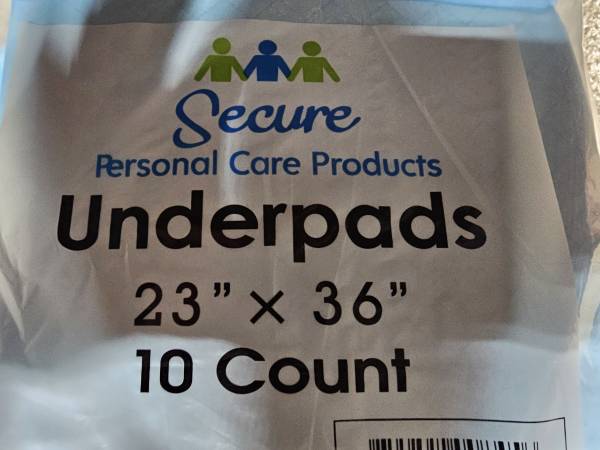 Secure
Personal Care Products
Underpads
23” × 36”
10 Count